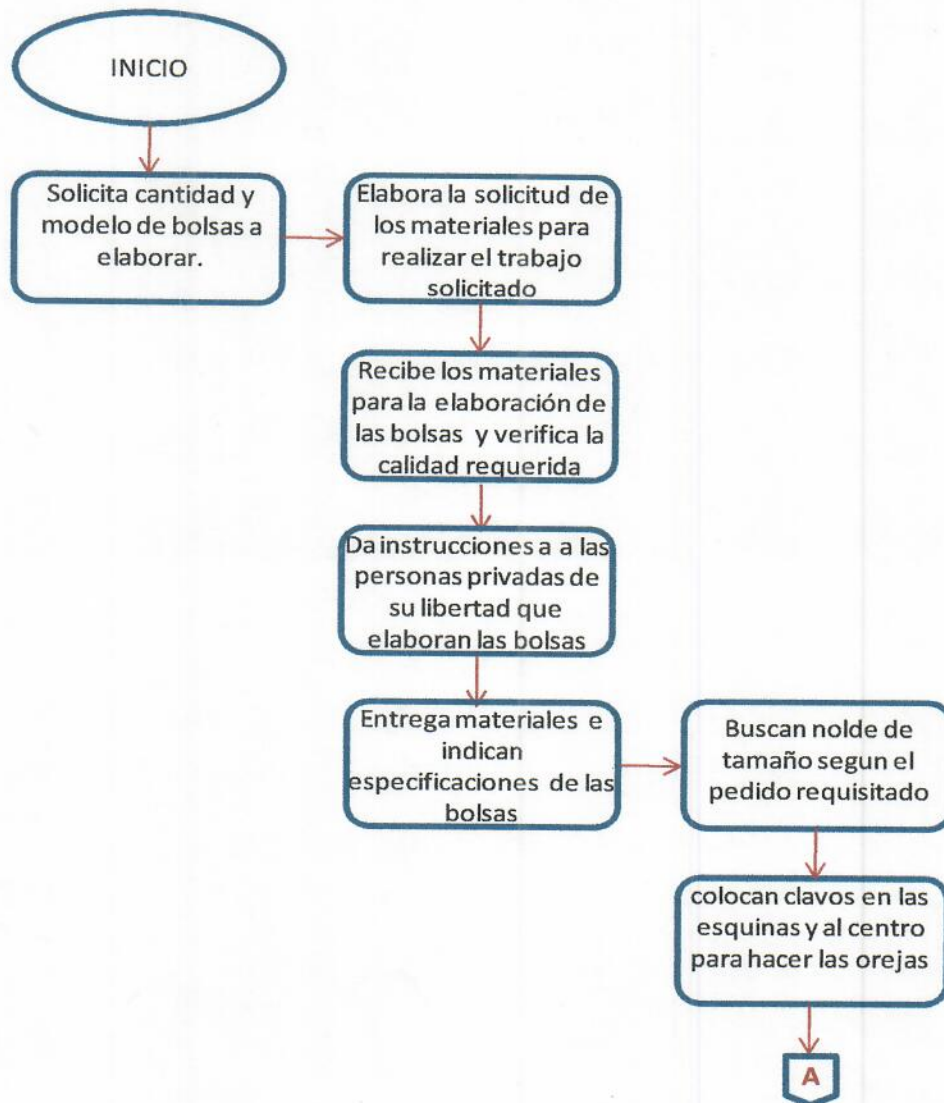 INICIO
Solicita cantidad y
modelo de bolsas a
elaborar.
Elabora la solicitud de
los materiales para
realizar el trabajo
solicitado
Recibe los materiales
para la elaboración de
las bolsas y verifica la
calidad requerida
Da instrucciones a a las
personas privadas de
su libertad que
elaboran las bolsas
Entrega materiales e
indican
especificaciones de las
bolsas
Buscan nolde de
tamaño segun el
pedido requisitado
colocan clavos en las
esquinas y al centro
para hacer las orejas
A